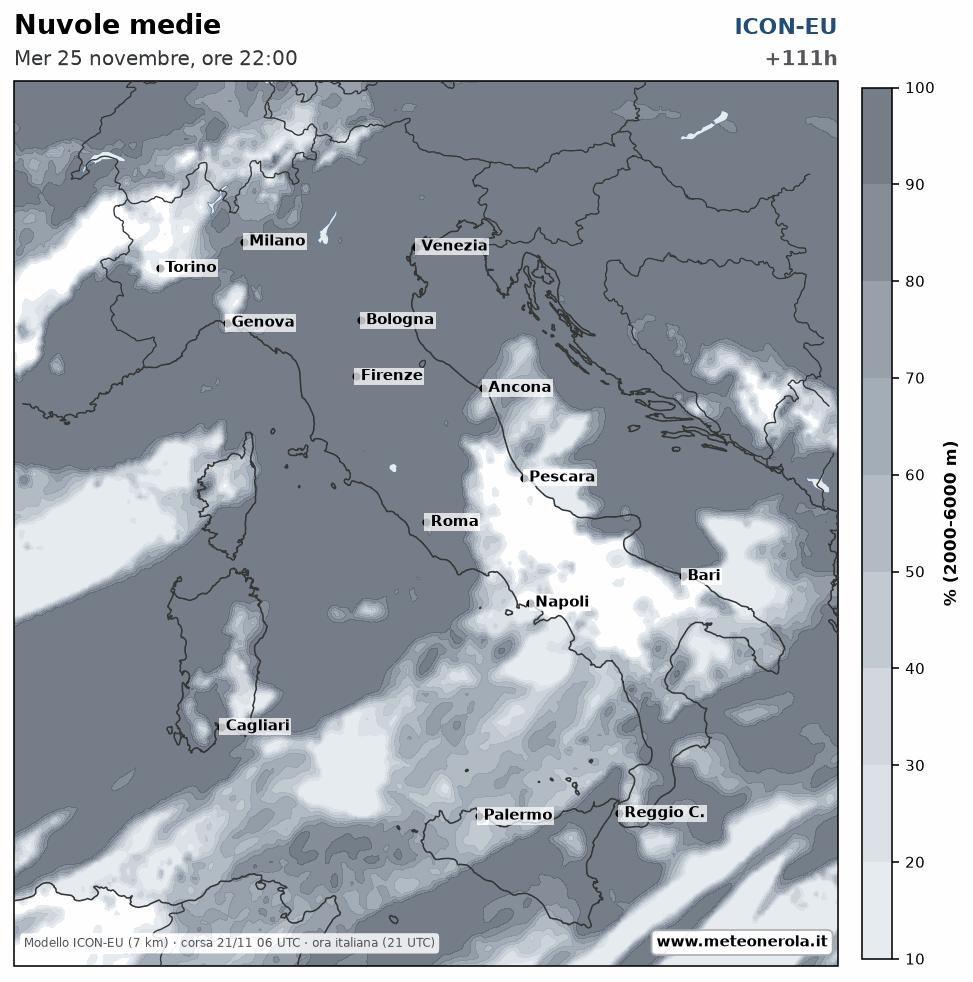 Nuvole medie
ICON-EU
Mer 25 novembre, ore 22:00
+111h
Milano
Venezia
Torino
Genova
Bologna
Firenze
Ancona
Pescara
Roma
Bari
Napoli
Cagliari
Palermo
Reggio C.
100
90
80
70
60
50
40
30
20
10
% (2000-6000 m)
Modello ICON-EU (7 km) · corsa 21/11 06 UTC · ora italiana (21 UTC)
www.meteonerola.it